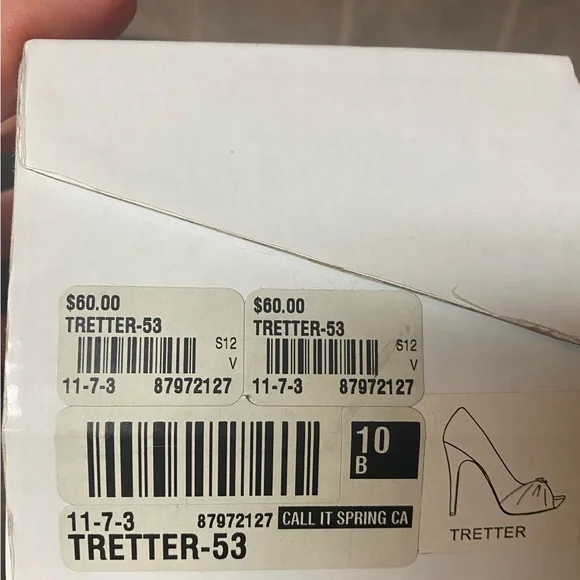 $60.00
TRETTER-53
S12
V
11-7-3 87972127
$60.00
TRETTER-53
S12
V
11-7-3 87972127
10
B
11-7-3 87972127 CALL IT SPRING CA
TRETTER-53
TRETTER